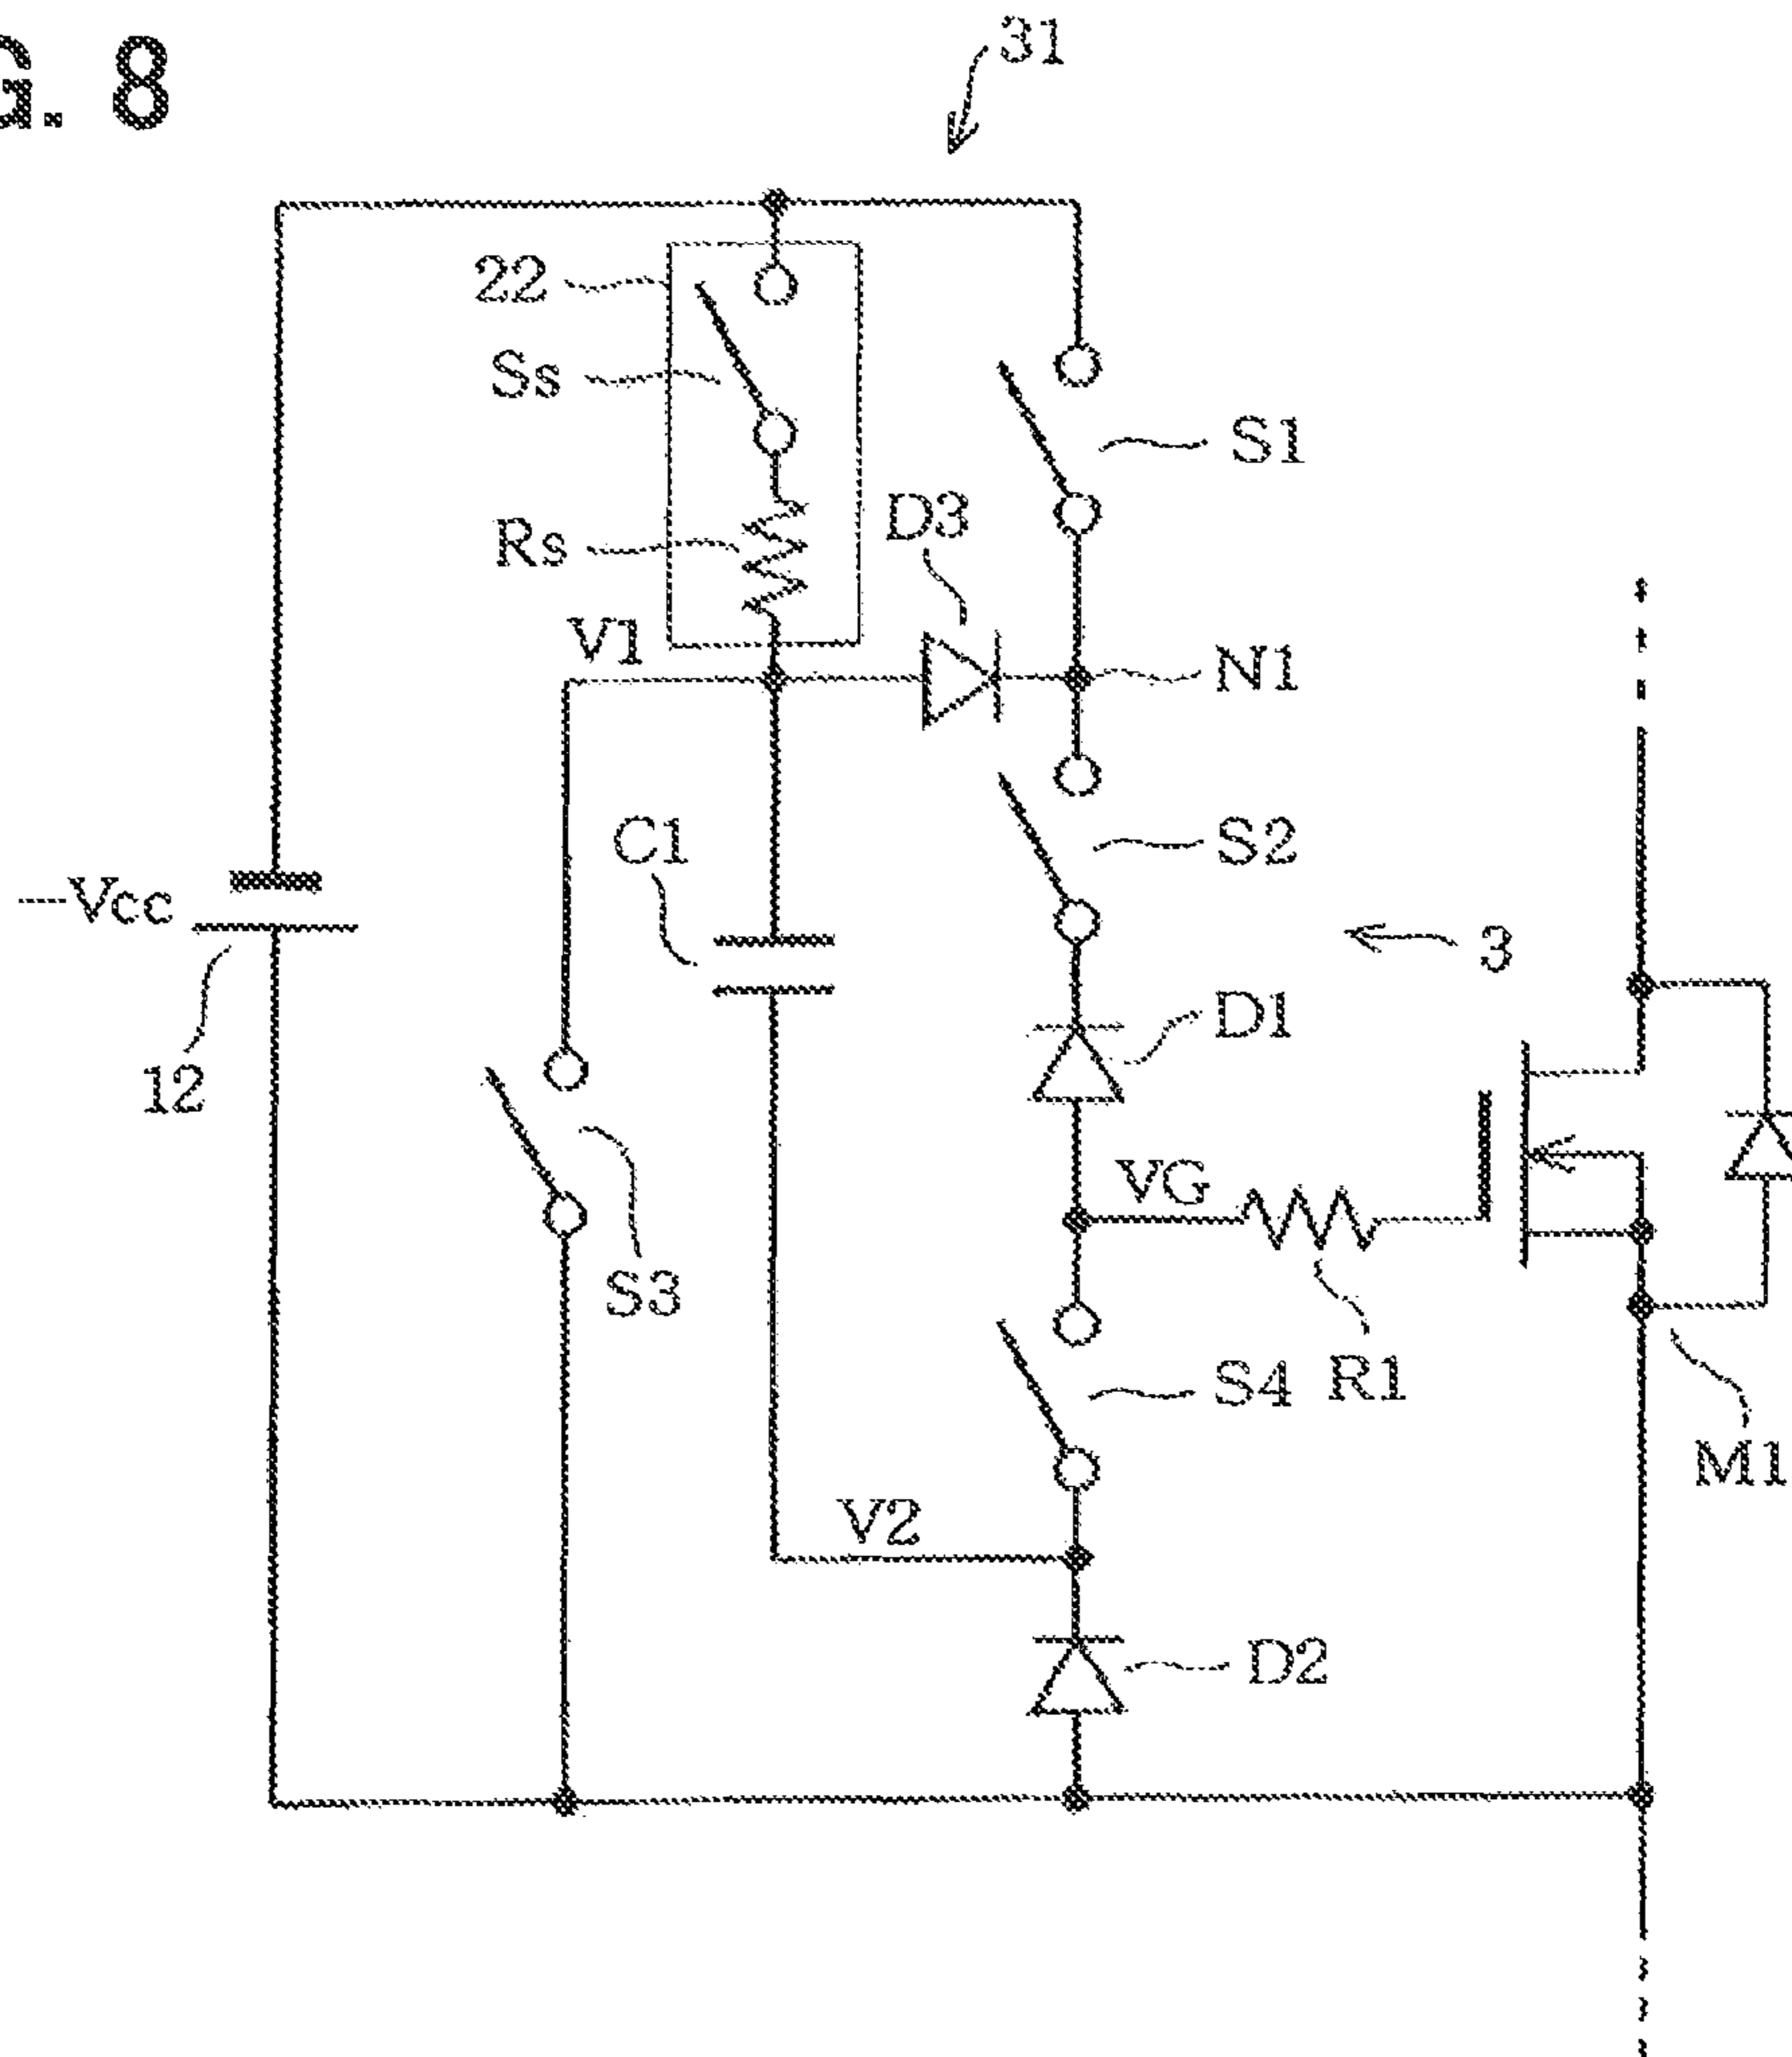 G. 8
31
22
Ss
S1
Rs
D3
V1
N1
C1
S2
-Vcc
3
D1
12
VG
S3
S4
R1
M1
V2
D2